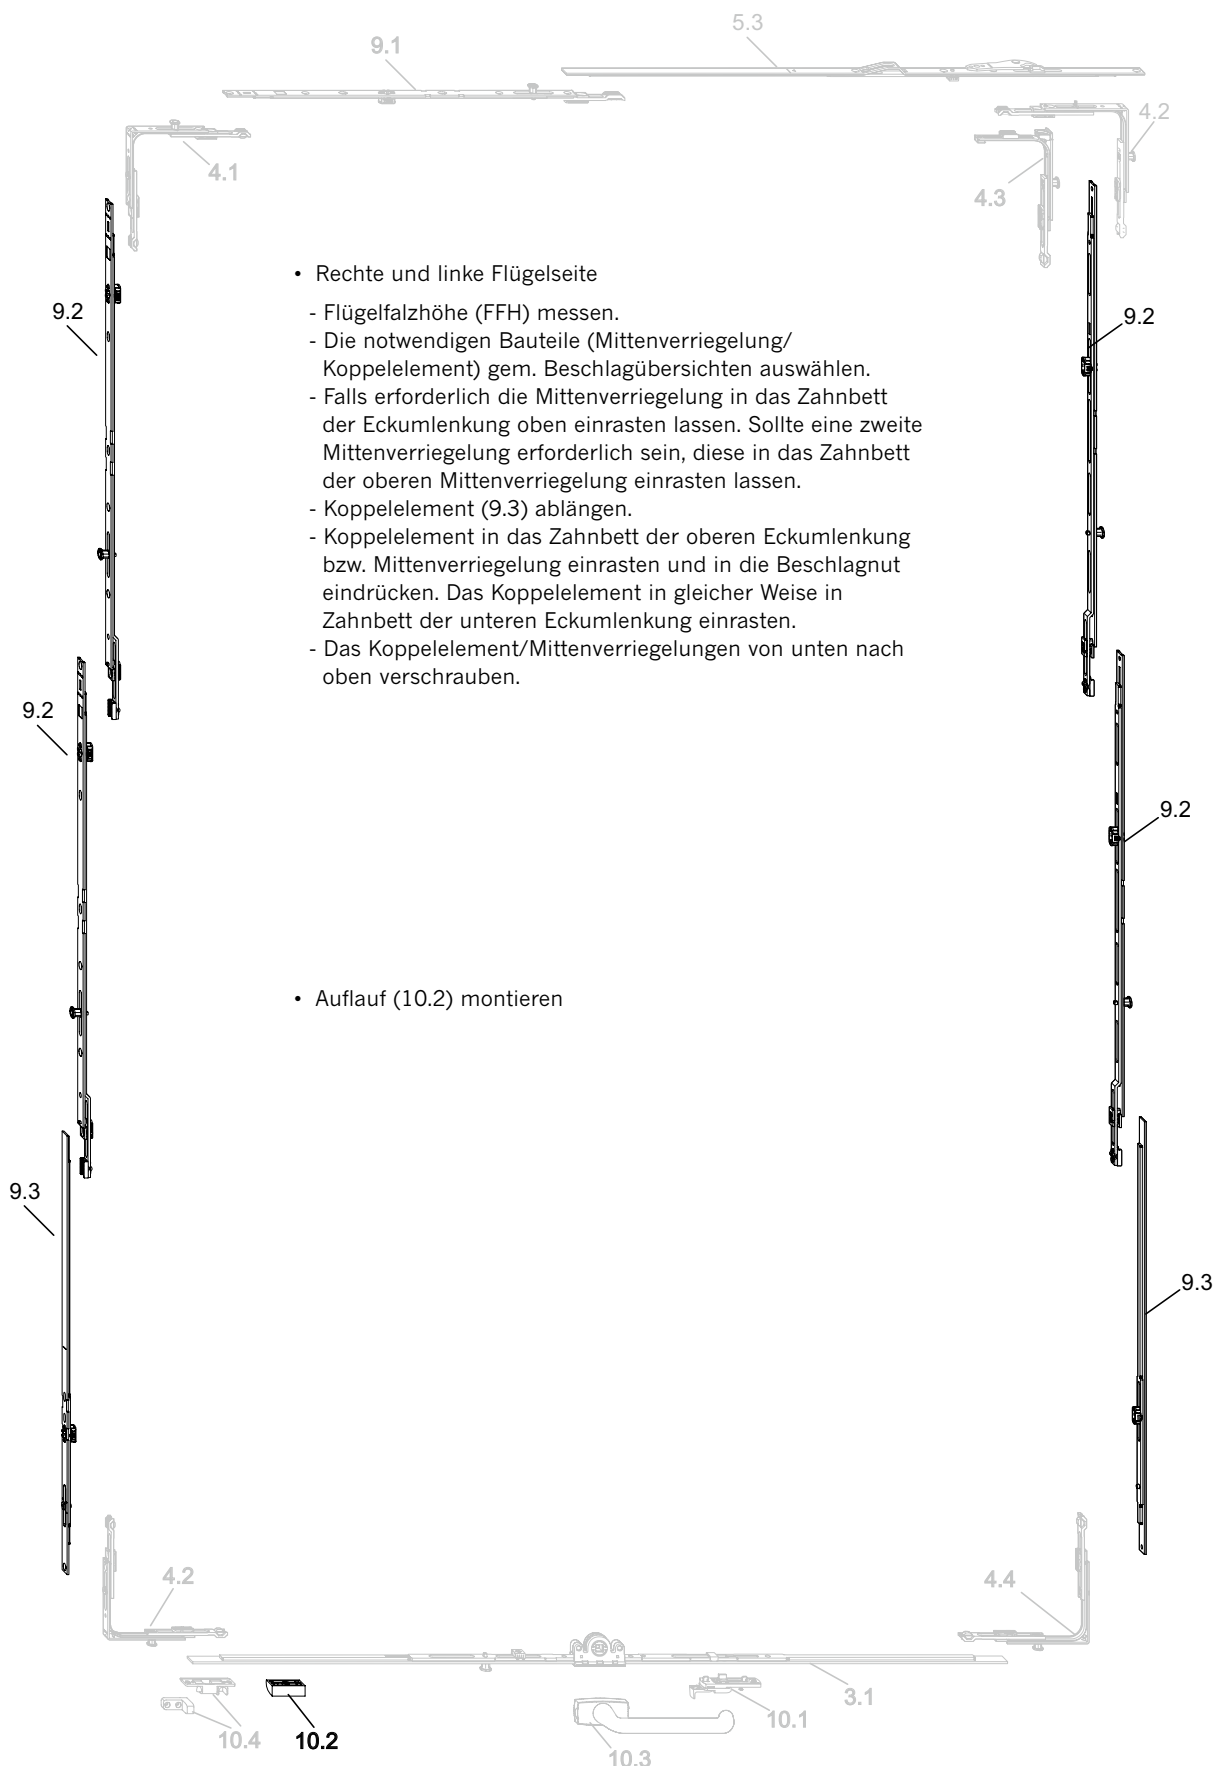 5.3
9.1
4.2
4.1
4.3
• Rechte und linke Flügelseite
- Flügelfalzhöhe (FFH) messen.
9.2
9.2
- Die notwendigen Bauteile (Mittenverriegelung/
Koppelelement) gem. Beschlagübersichten auswählen.
- Falls erforderlich die Mittenverriegelung in das Zahnbett
der Eckumlenkung oben einrasten lassen. Sollte eine zweite
Mittenverriegelung erforderlich sein, diese in das Zahnbett
der oberen Mittenverriegelung einrasten lassen.
- Koppelelement (9.3) ablängen.
- Koppelelement in das Zahnbett der oberen Eckumlenkung
bzw. Mittenverriegelung einrasten und in die Beschlagnut
eindrücken. Das Koppelelement in gleicher Weise in
Zahnbett der unteren Eckumlenkung einrasten.
- Das Koppelelement/Mittenverriegelungen von unten nach
oben verschrauben.
9.2
9.2
• Auflauf (10.2) montieren
9.3
9.3
4.2
4.4
3.1
10.1
10.4
10.2
10.3